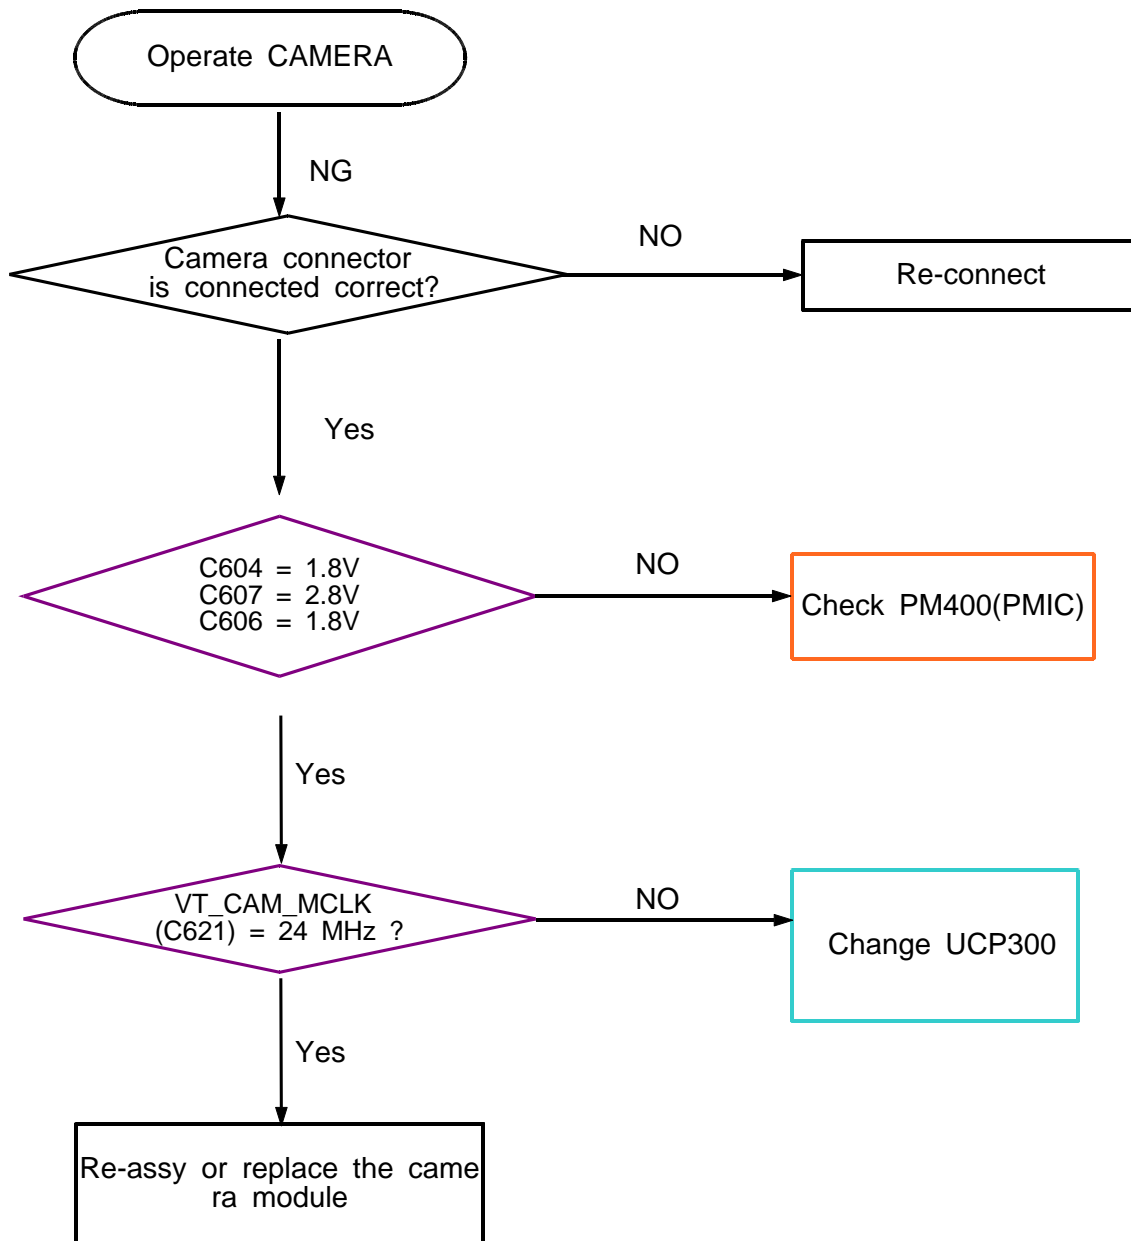 Operate CAMERA
NG
Camera connector
is connected correct?
NO
Re-connect
Yes
C604 = 1.8V
C607 = 2.8V
C606 = 1.8V
NO
Check PM400(PMIC)
Yes
VT_CAM_MCLK
(C621) = 24 MHz ?
NO
Change UCP300
Yes
Re-assy or replace the came
ra module